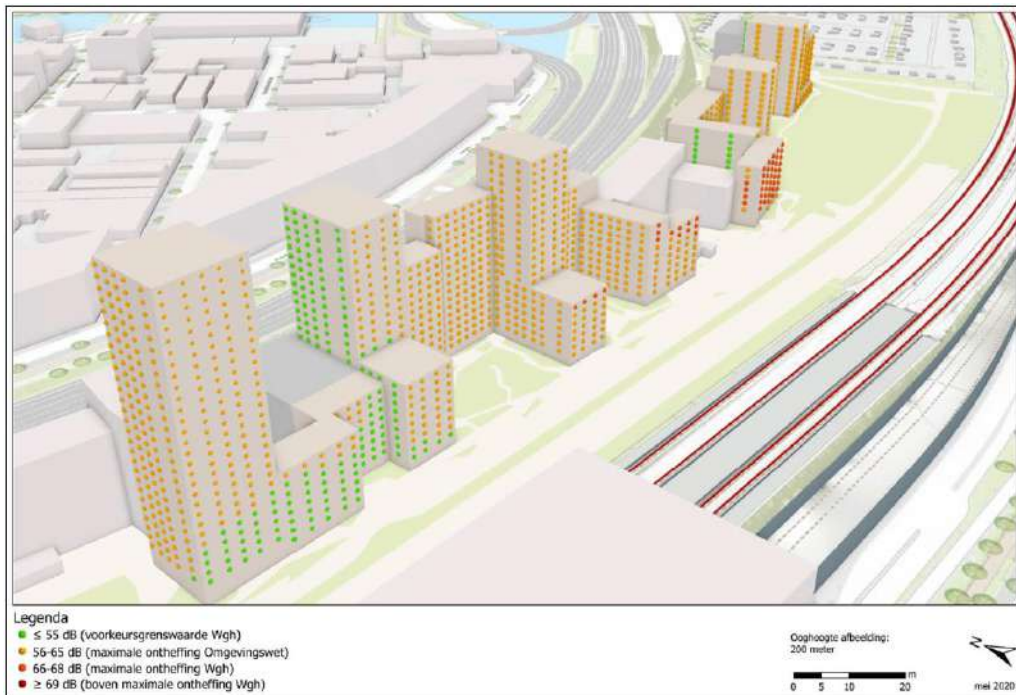 Legenda
≤ 55 dB (voorkeursgrenswaarde Wgh)
56-65 dB (maximale ontheffing Omgevingswet)
66-68 dB (maximale ontheffing Wgh)
≥ 69 dB (boven maximale ontheffing Wgh)
Ooghoogte afbeelding:
200 meter
N
m
0 5 10 20
mei 2020